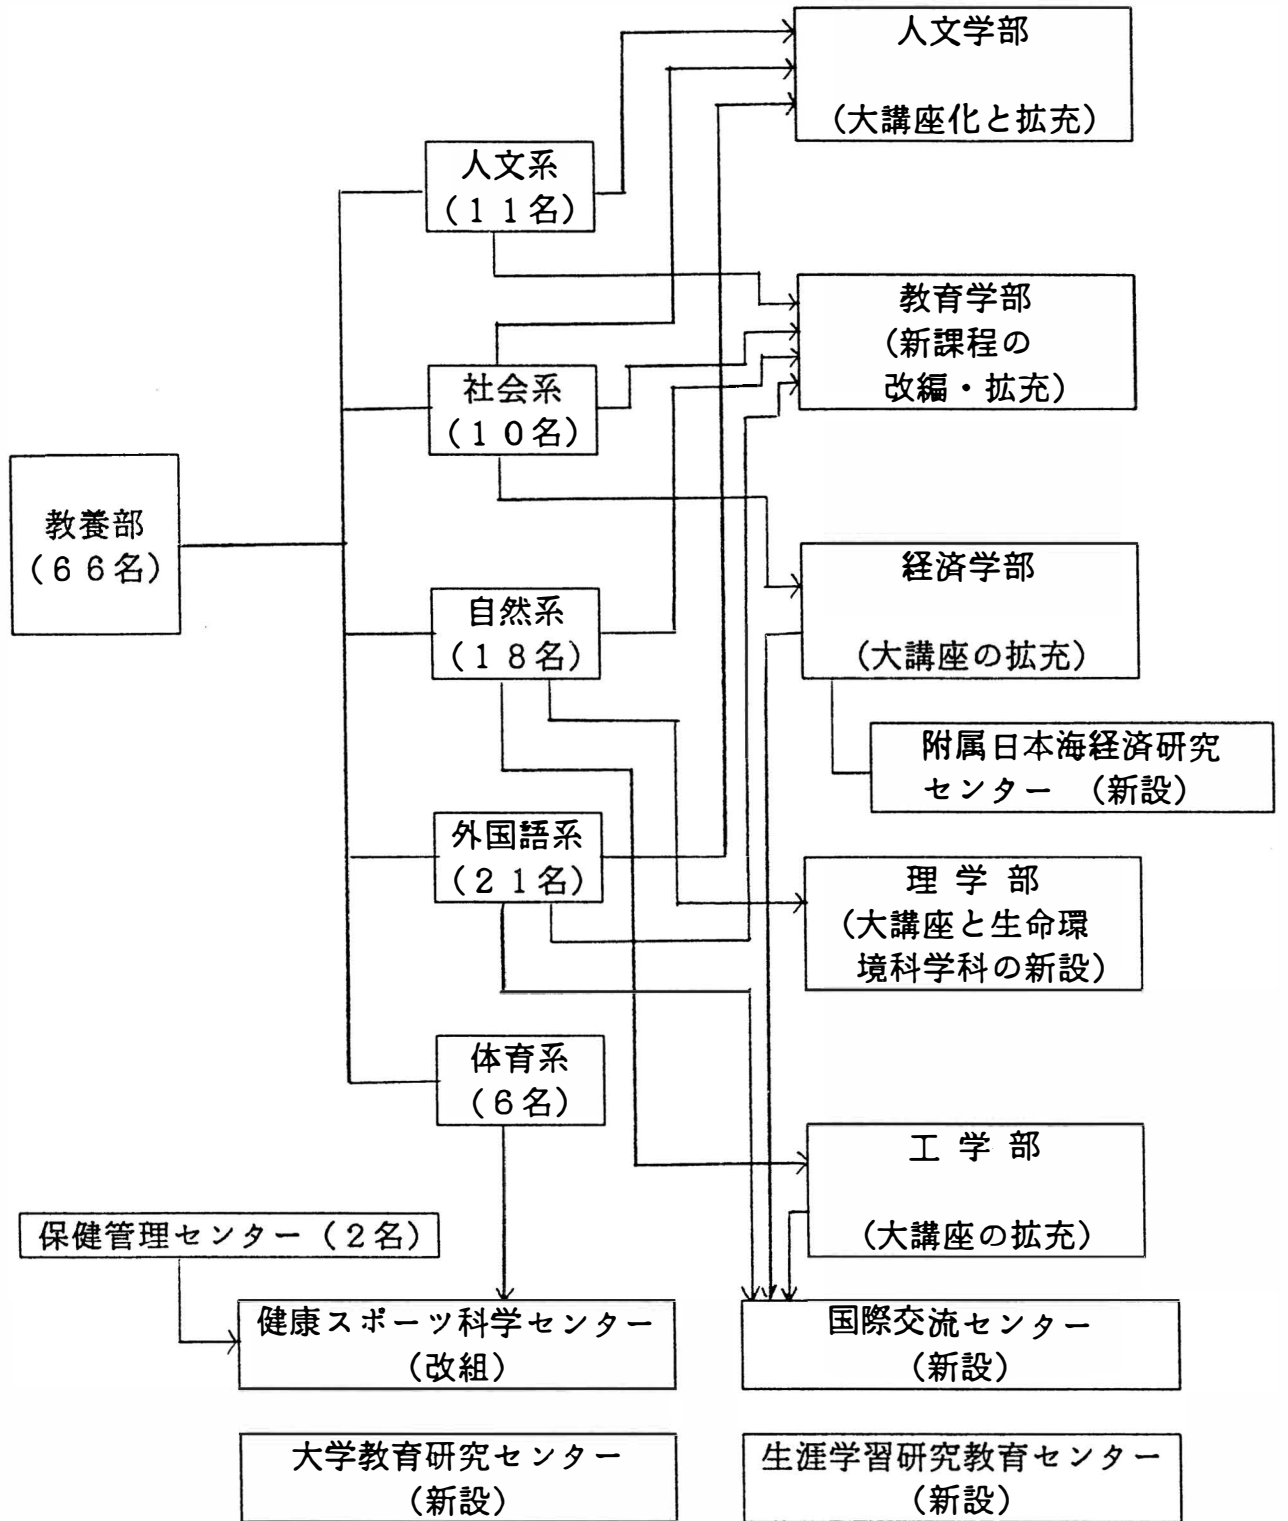 人文学部
（大講座化と拡充）
人文系
（１１名）
教育学部
（新課程の
改編・拡充）
社会系
（１０名）
教養部
（６６名）
経済学部
（大講座の拡充）
自然系
（１８名）
附属日本海経済研究
センター （新設）
外国語系
（２１名）
理 学 部
（大講座と生命環
境科学科の新設）
体育系
（６名）
工 学 部
（大講座の拡充）
保健管理センター（２名）
健康スポーツ科学センター
（改組）
国際交流センター
（新設）
大学教育研究センター
（新設）
生涯学習研究教育センター
（新設）